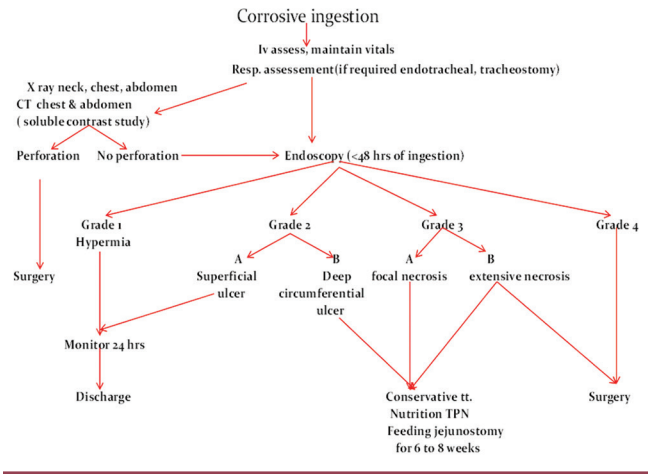 Corrosive ingestion
Iv assess, maintain vitals
Resp. assessement(if required endotracheal, tracheostomy)
X ray neck, chest, abdomen
CT chest & abdomen
( soluble contrast study)
Perforation No perforation Endoscopy (<48 hrs of ingestion)
Grade 1 Grade 2 Grade 3 Grade 4
Hypermia
A B A B
Surgery Superficial Deep focal necrosis extensive necrosis
ulcer circumferential
ulcer
Monitor 24 hrs
Discharge Conservative tt. Surgery
Nutrition TPN
Feeding jejunostomy
for 6 to 8 weeks